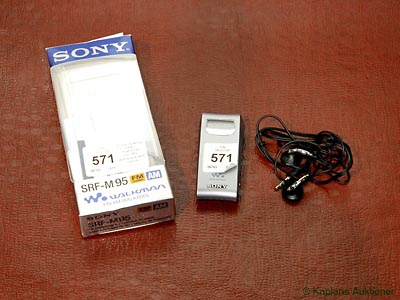 SONY
571
SRF-M95 FM AM
WALKMAN
SONY
SRF-M95
571
SONY
© Kaplans Auktioner